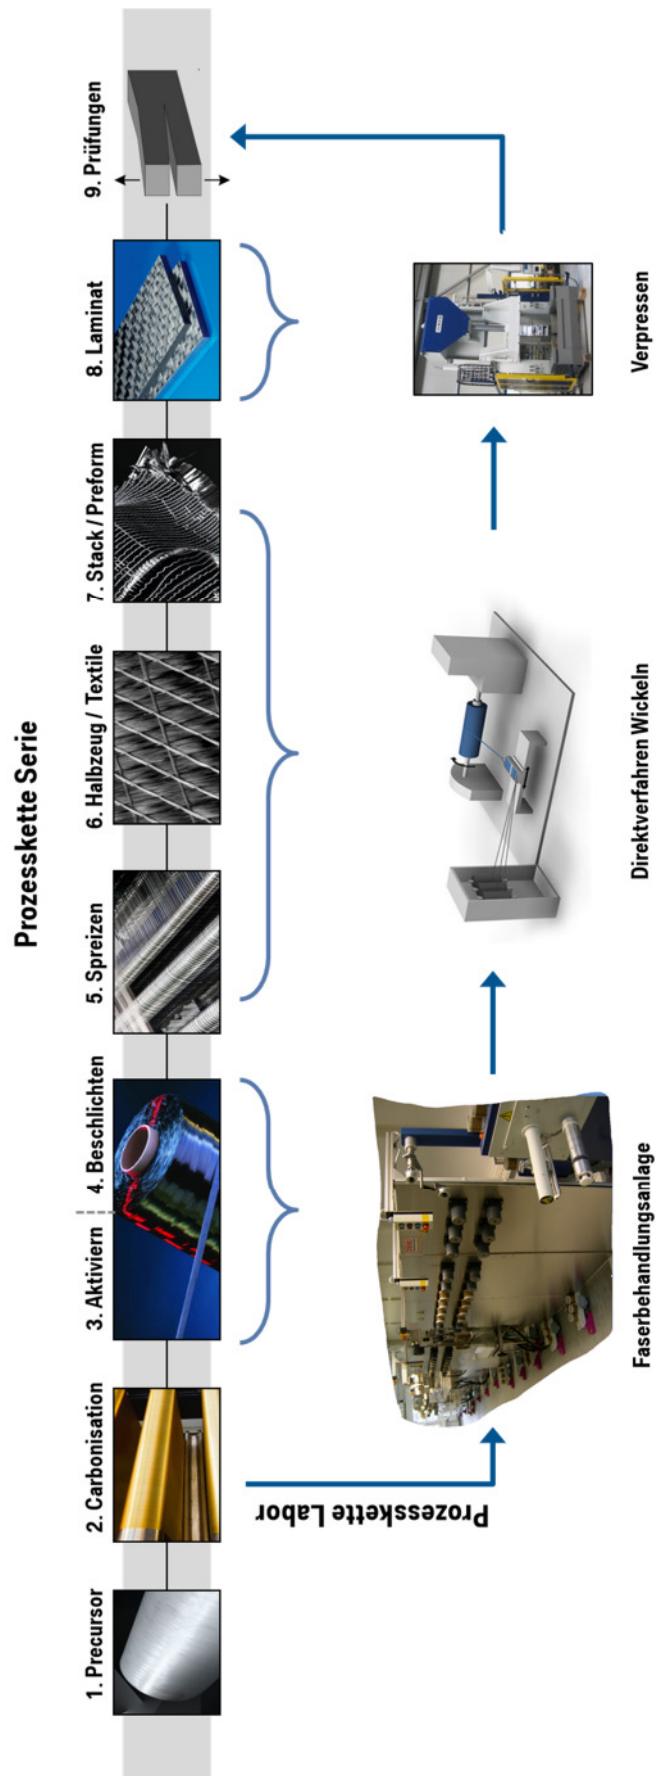 Prozesskette Serie
1. Precursor
2. Carbonisation
3. Aktiviern
4. Beschlichten
5. Spreizen
6. Halbzeug / Textile
7. Stack / Preform
8. Laminat
9. Prüfungen
Prozesskette Labor
Faserbehandlungsanlage
Direktverfahren Wickeln
Verpressen